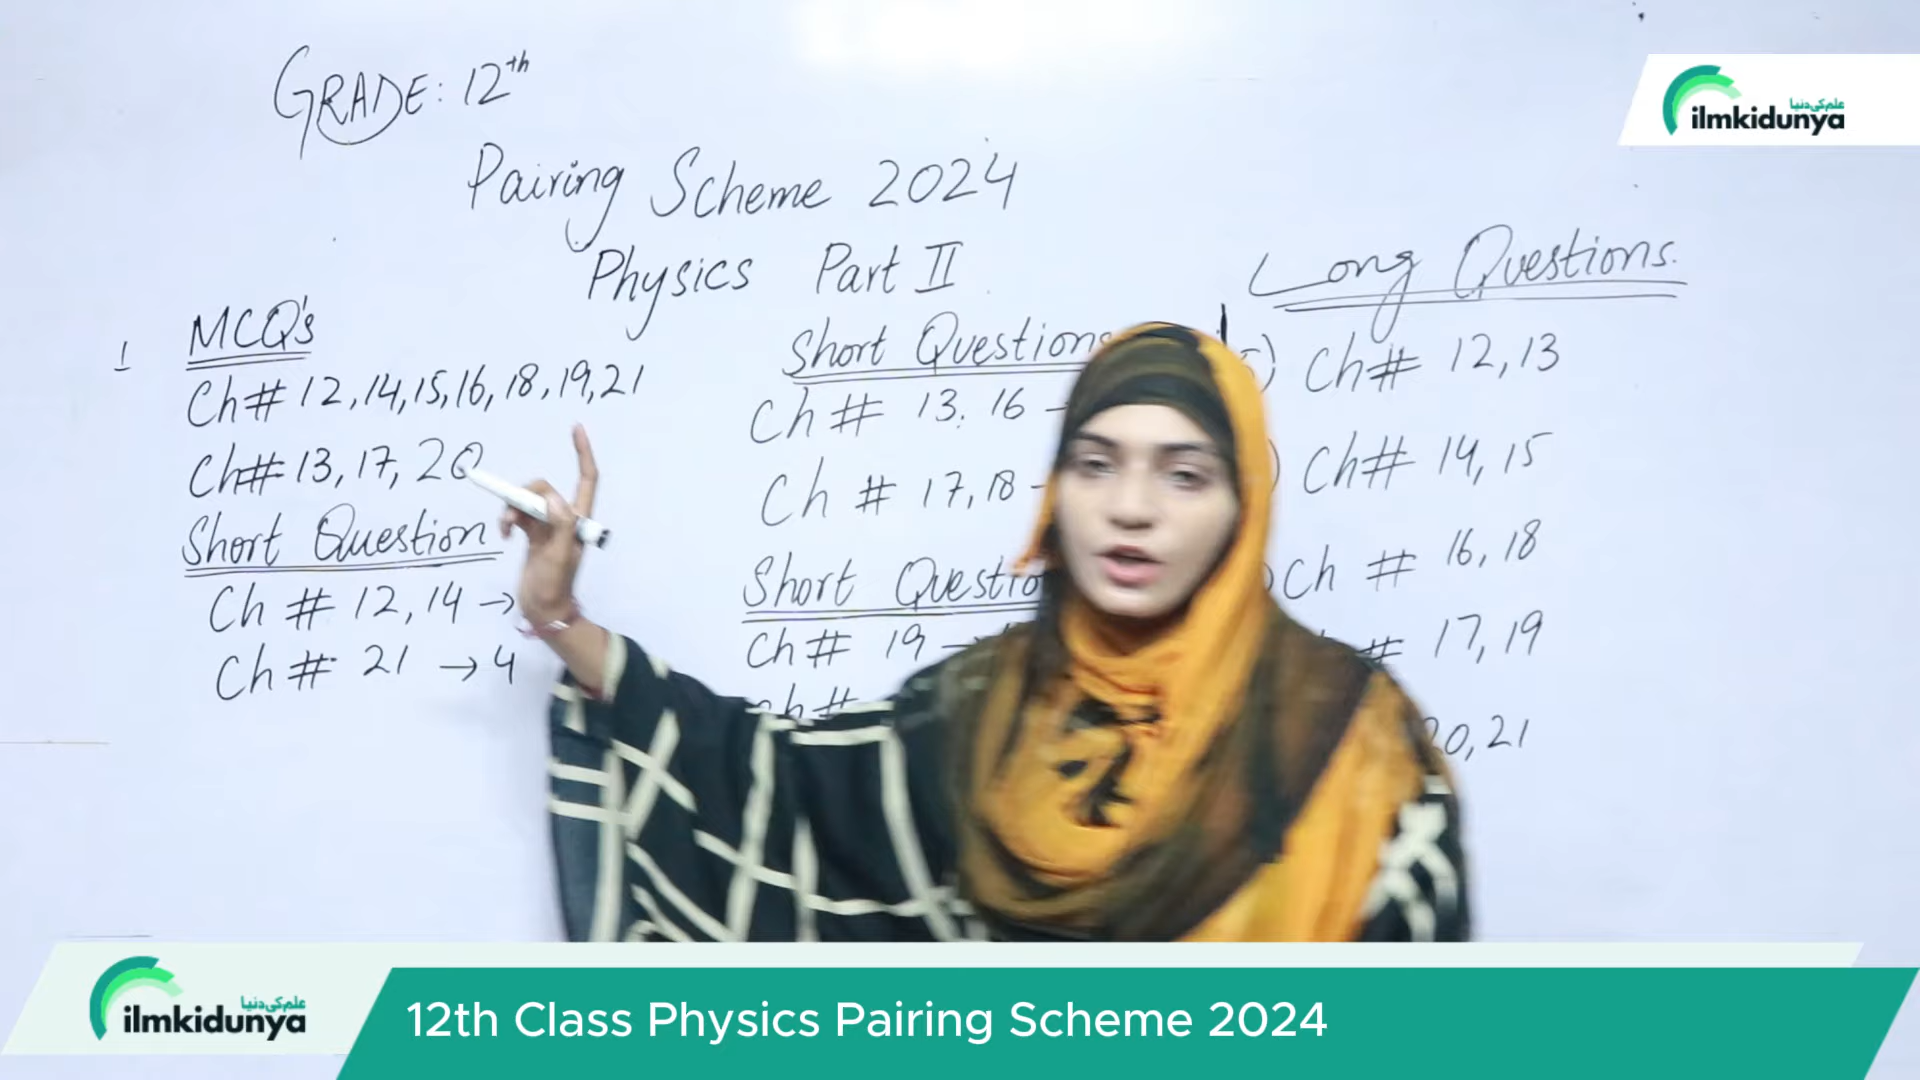 GRADE: 12th
Pairing Scheme 2024
Physics Part II
1 MCQ's
Ch# 12,14,15,16,18,19,21
Ch# 13,17,20
Short Question
Ch # 12,14 →
Ch # 21 → 4
Short Questions
Ch # 13, 16
Ch # 17,18
Short
Ch # 19
Ch #
Long Questions.
Ch # 12,13
Ch# 14,15
Ch # 16,18
# 17,19
20,21
علم کی دنیا
ilmkidunya
علم کی دنیا
ilmkidunya
12th Class Physics Pairing Scheme 2024